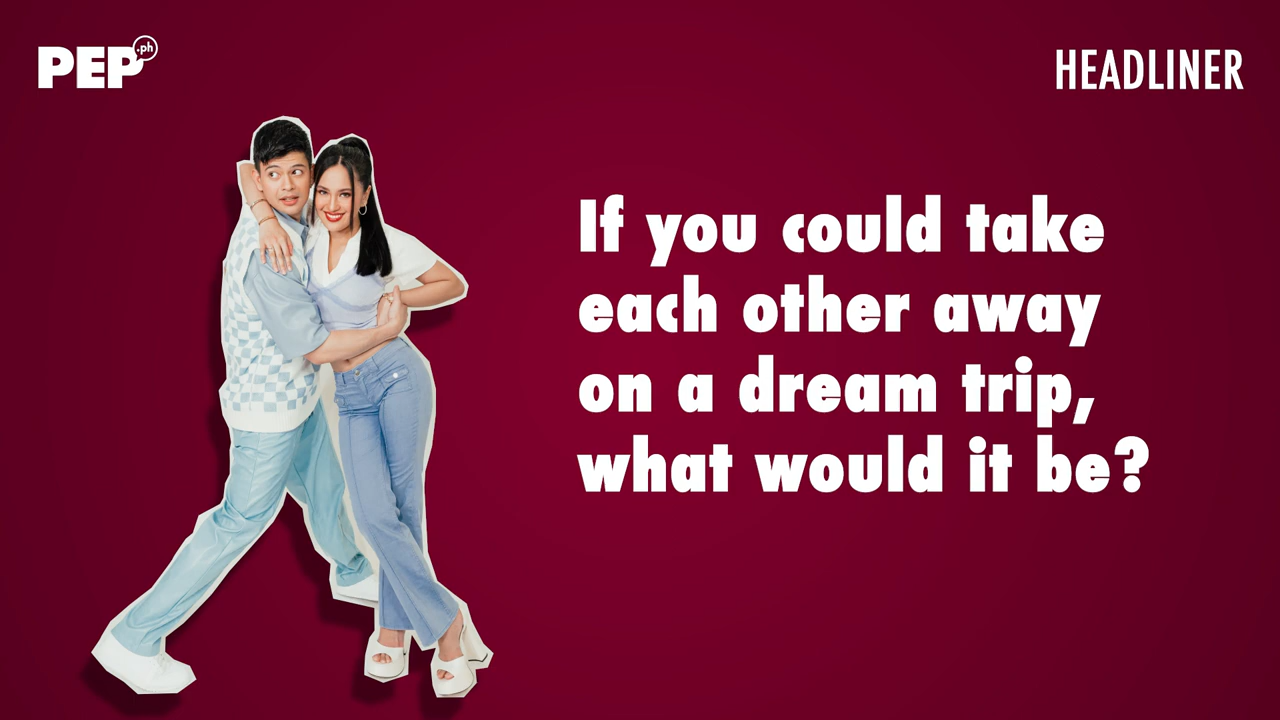 PEP.ph
HEADLINER
If you could take
each other away
on a dream trip,
what would it be?